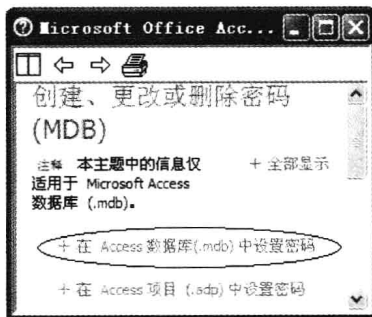 Microsoft Office Acc...
创建、更改或删除密码
(MDB)
注释 本主题中的信息仅 + 全部显示
适用于 Microsoft Access
数据库 (.mdb)。
+ 在 Access 数据库(.mdb) 中设置密码
+ 在 Access 项目 (.adp) 中设置密码